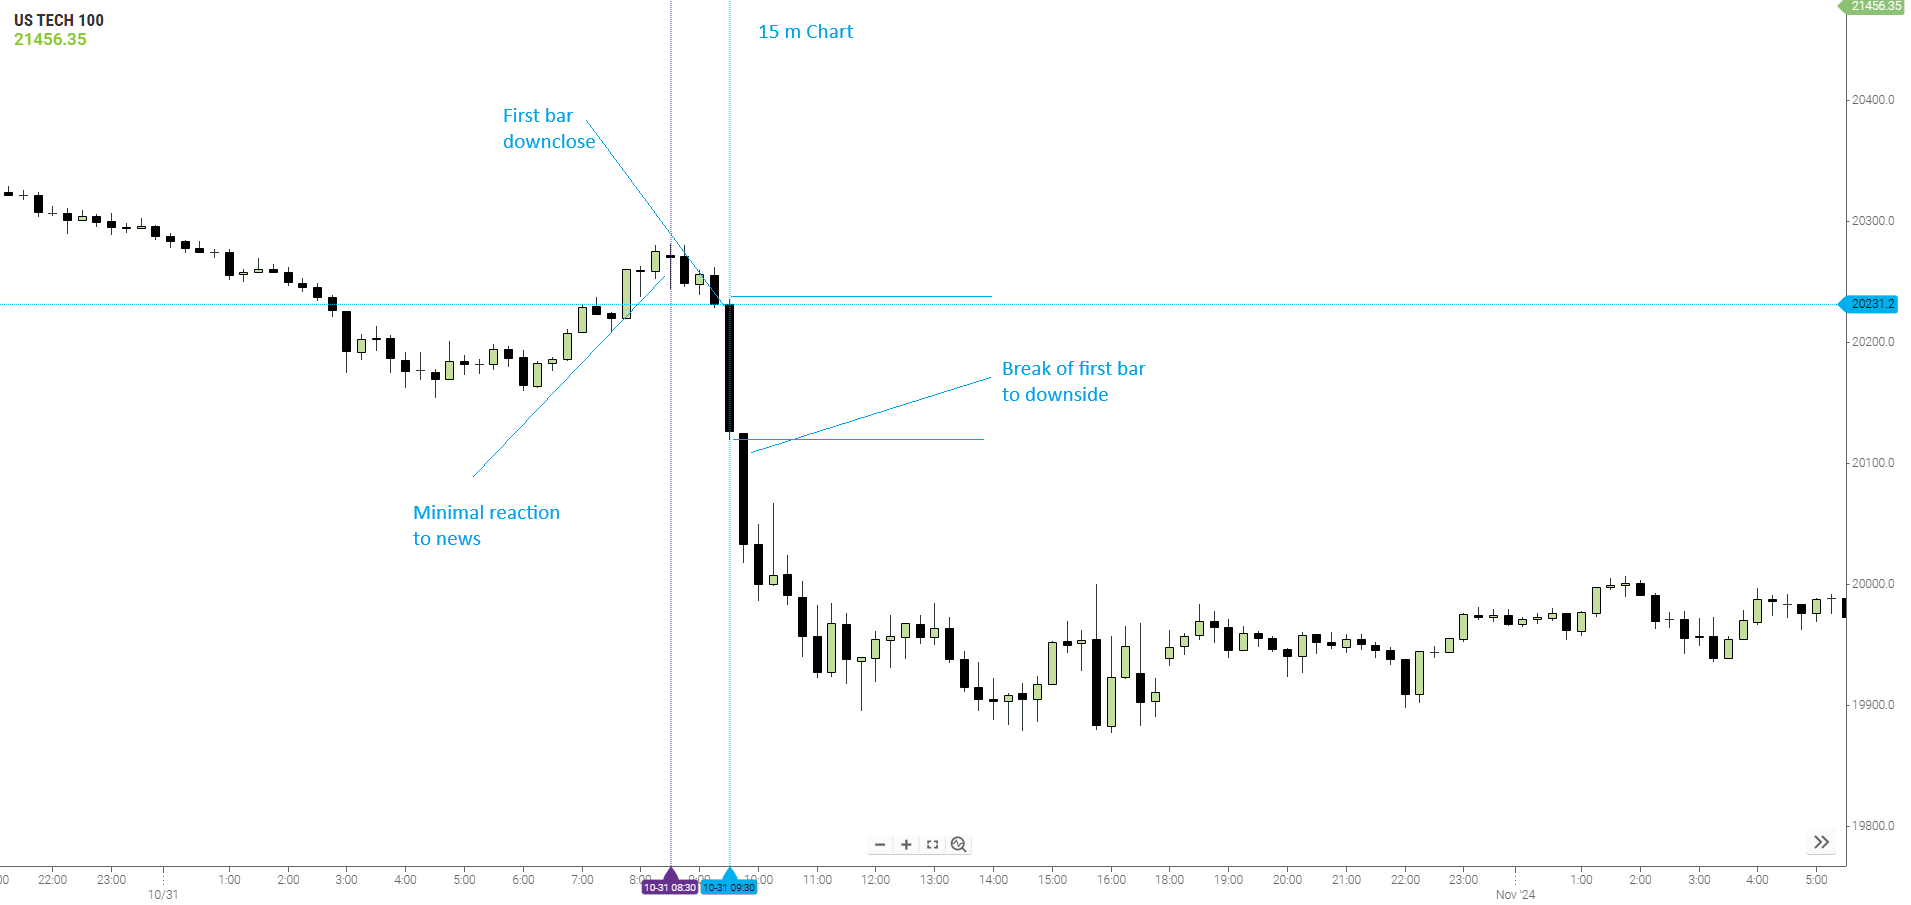 US TECH 100
21456.35
21456.35
15 m Chart
20400.0
First bar
downclose
20300.0
20231.2
20200.0
Break of first bar
to downside
20100.0
Minimal reaction
to news
20000.0
19900.0
19800.0
22:00 23:00 1:00 2:00 3:00 4:00 5:00 6:00 7:00 11:00 12:00 13:00 14:00 15:00 16:00 17:00 18:00 19:00 20:00 21:00 22:00 23:00 1:00 2:00 3:00 4:00 5:00
10-31 08:30 10-31 09:30
10/31 Nov '24